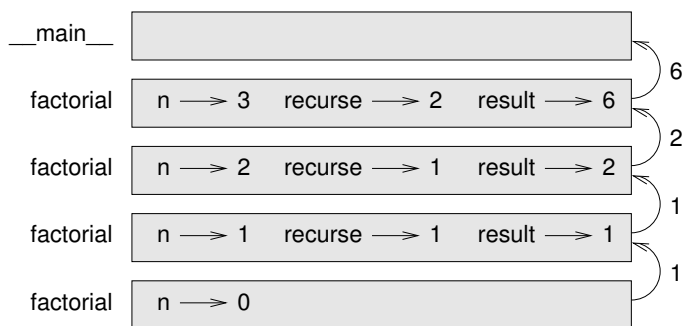 __main__
6
factorial n 3 recurse 2 result 6
2
factorial n 2 recurse 1 result 2
1
factorial n 1 recurse 1 result 1
1
factorial n 0